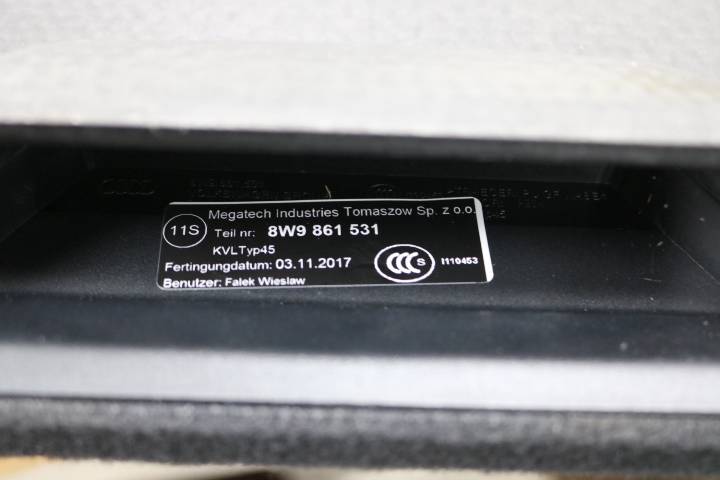 Megatech Industries Tomaszow Sp. z o.o.
11S Teil nr: 8W9 861 531
KVLTyp45
Fertingungdatum: 03.11.2017
CCC S I110453
Benutzer: Falek Wieslaw